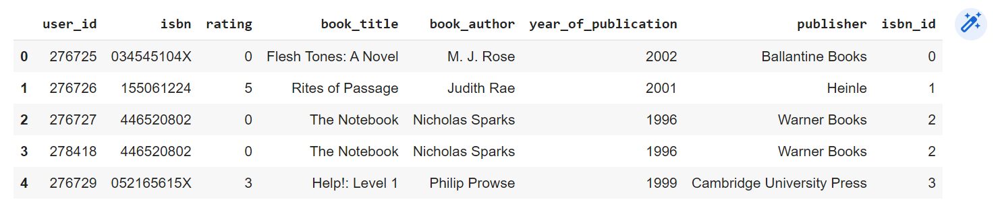 user_id isbn rating book_title book_author year_of_publication publisher isbn_id
0 276725 034545104X 0 Flesh Tones: A Novel M. J. Rose 2002 Ballantine Books 0
1 276726 155061224 5 Rites of Passage Judith Rae 2001 Heinle 1
2 276727 446520802 0 The Notebook Nicholas Sparks 1996 Warner Books 2
3 278418 446520802 0 The Notebook Nicholas Sparks 1996 Warner Books 2
4 276729 052165615X 3 Help!: Level 1 Philip Prowse 1999 Cambridge University Press 3